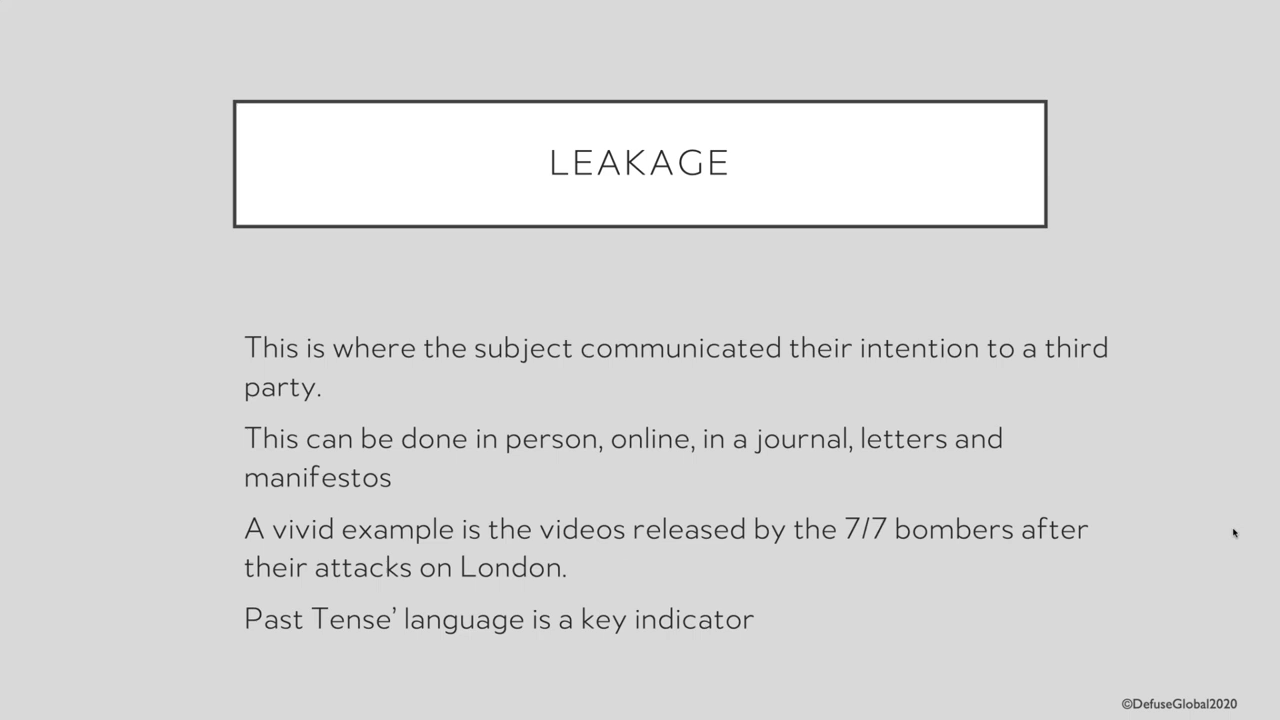 LEAKAGE
This is where the subject communicated their intention to a third
party.
This can be done in person, online, in a journal, letters and
manifestos
A vivid example is the videos released by the 7/7 bombers after
their attacks on London.
Past Tense’ language is a key indicator
©DefuseGlobal2020